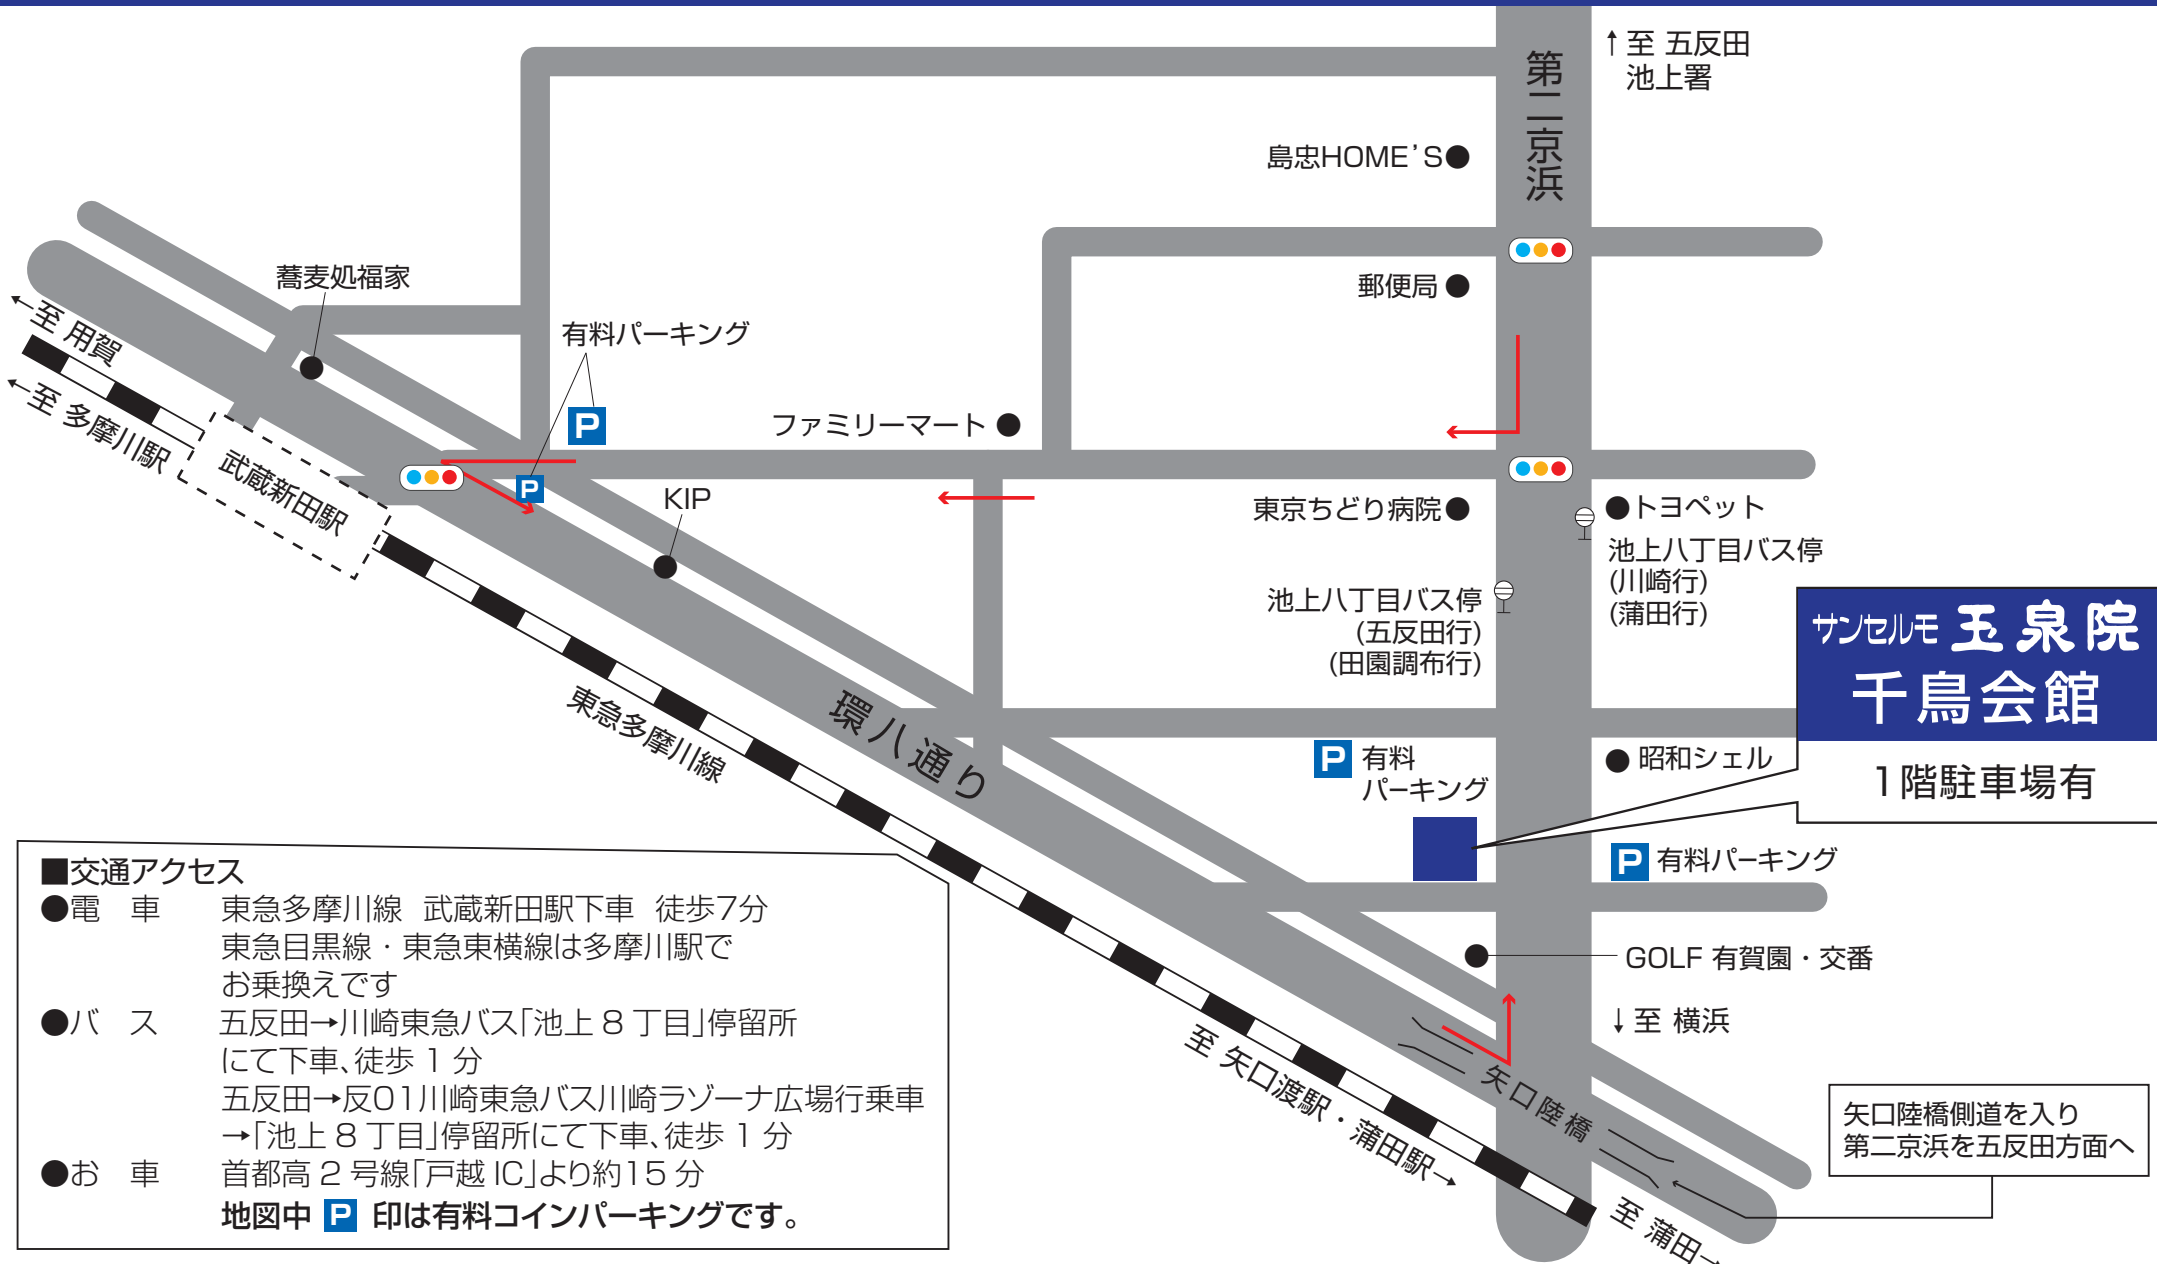 ↑至 五反田
池上署
第二京浜
島忠HOME'S●
郵便局●
蕎麦処福家
有料パーキング
P
P
ファミリーマート●
←至 用賀
←至 多摩川駅
武蔵新田駅
KIP
東京ちどり病院●
●トヨペット
池上八丁目バス停
(川崎行)
(蒲田行)
池上八丁目バス停
(五反田行)
(田園調布行)
サンセルモ 玉泉院
千鳥会館
1階駐車場有
東急多摩川線
環八通り
P 有料
パーキング
●昭和シェル
P 有料パーキング
GOLF 有賀園・交番
↓至 横浜
至 矢口渡駅・蒲田駅→
矢口陸橋
至 蒲田→
矢口陸橋側道を入り
第二京浜を五反田方面へ
■交通アクセス
●電 車 東急多摩川線 武蔵新田駅下車 徒歩7分
東急目黒線・東急東横線は多摩川駅で
お乗換えです
●バ ス 五反田→川崎東急バス「池上8丁目」停留所
にて下車、徒歩1分
五反田→反01川崎東急バス川崎ラゾーナ広場行乗車
→「池上8丁目」停留所にて下車、徒歩1分
●お 車 首都高2号線「戸越IC」より約15分
地図中 P 印は有料コインパーキングです。